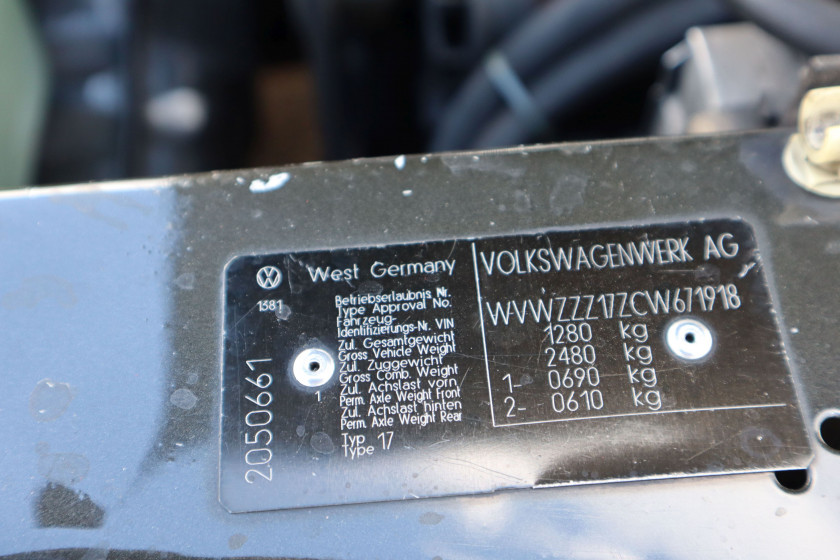 West Germany
VOLKSWAGENWERK AG
1381
Betriebserlaubnis Nr.
Type Approval No.
Fahrzeug-
Identifizierungs-Nr. VIN
WVWZZZ17ZCW671918
Zul. Gesamtgewicht
Gross Vehicle Weight
1280 kg
Zul. Zuggewicht
Gross Comb. Weight
2480 kg
Zul. Achslast vorn
Perm. Axle Weight Front
1- 0690 kg
Zul. Achslast hinten
Perm. Axle Weight Rear
2- 0610 kg
1
Typ
Type 17
2050661